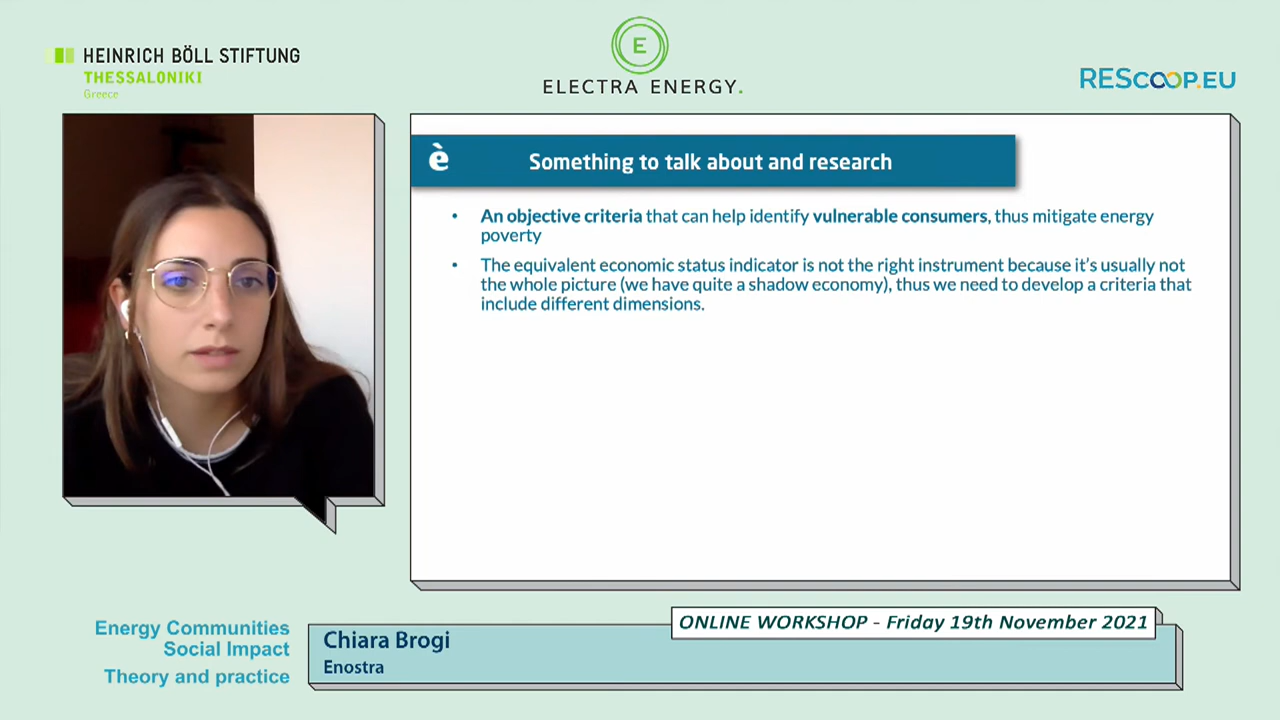 HEINRICH BÖLL STIFTUNG
THESSALONIKI
Greece
E
ELECTRA ENERGY.
REScoop.EU
è
Something to talk about and research
• An objective criteria that can help identify vulnerable consumers, thus mitigate energy
poverty
• The equivalent economic status indicator is not the right instrument because it's usually not
the whole picture (we have quite a shadow economy), thus we need to develop a criteria that
include different dimensions.
ONLINE WORKSHOP - Friday 19th November 2021
Energy Communities
Social Impact
Theory and practice
Chiara Brogi
Enostra